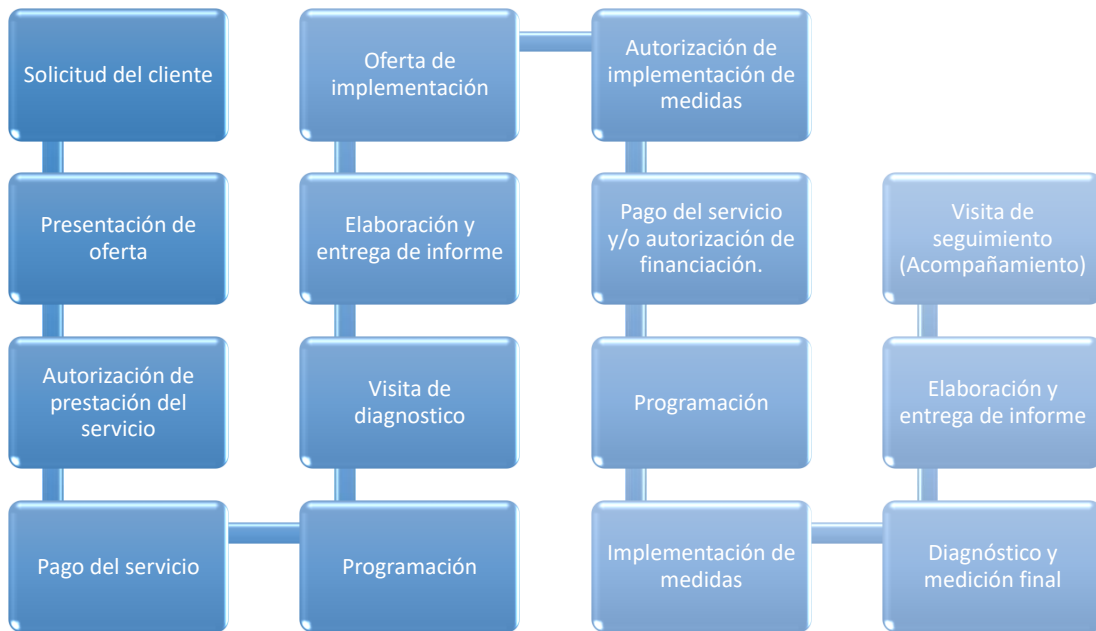 Solicitud del cliente
Presentación de
oferta
Autorización de
prestación del
servicio
Pago del servicio
Programación
Visita de
diagnostico
Elaboración y
entrega de informe
Oferta de
implementación
Autorización de
implementación de
medidas
Pago del servicio
y/o autorización de
financiación.
Programación
Implementación de
medidas
Diagnóstico y
medición final
Elaboración y
entrega de informe
Visita de
seguimiento
(Acompañamiento)